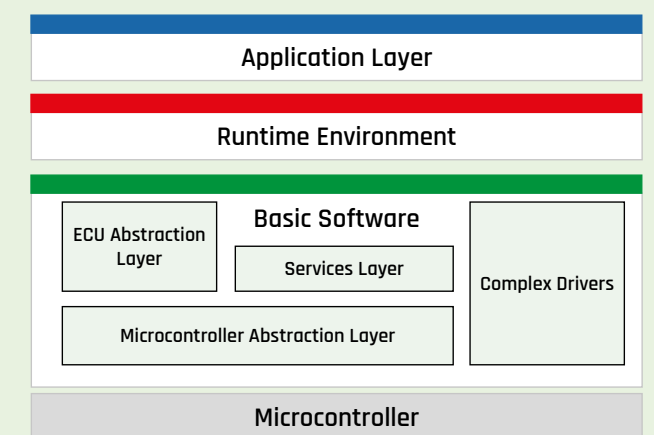 Application Layer
Runtime Environment
Basic Software
ECU Abstraction
Layer
Services Layer
Complex Drivers
Microcontroller Abstraction Layer
Microcontroller